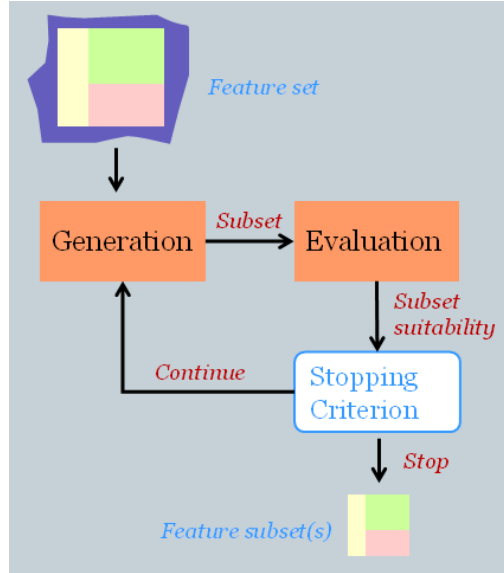 Feature set
Generation
Subset
Evaluation
Subset
suitability
Continue
Stopping
Criterion
Stop
Feature subset(s)